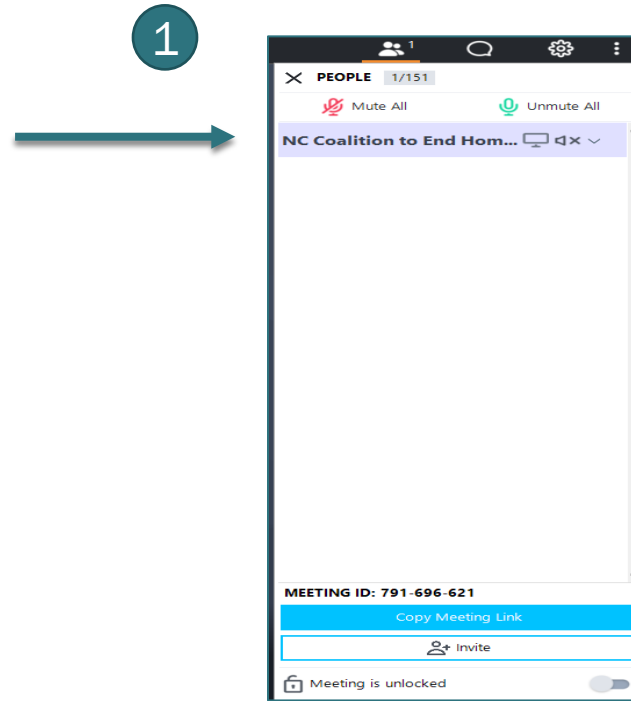 1
1
PEOPLE 1/151
Mute All Unmute All
NC Coalition to End Hom...
MEETING ID: 791-696-621
Copy Meeting Link
Invite
Meeting is unlocked